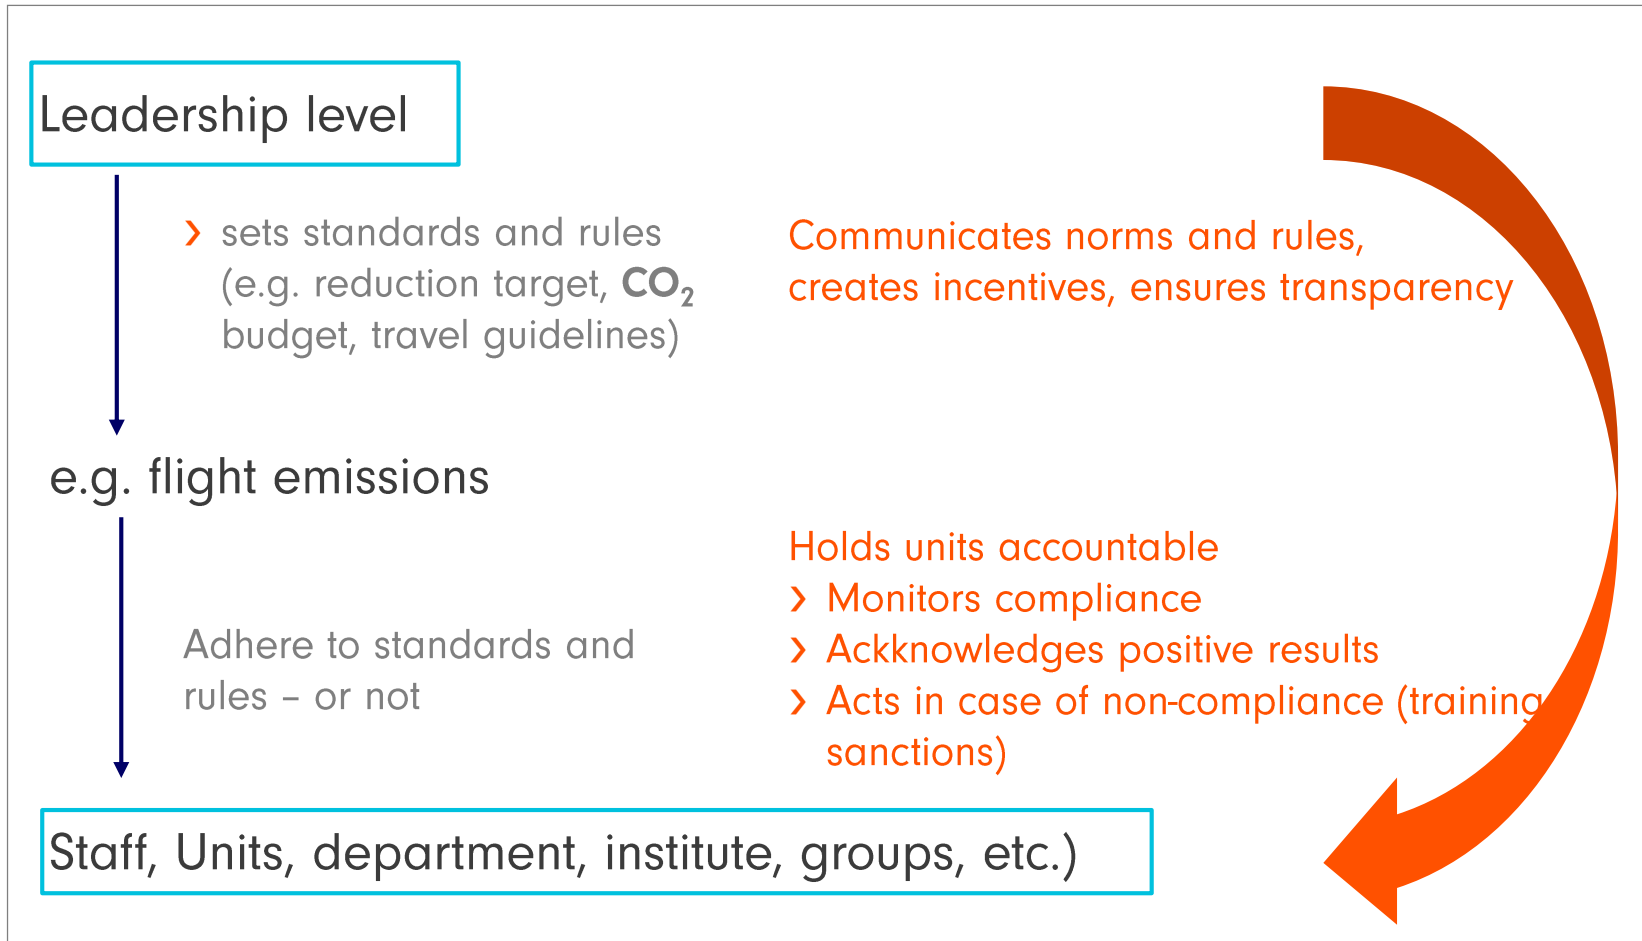 Leadership level
› sets standards and rules
(e.g. reduction target, CO₂
budget, travel guidelines)
Communicates norms and rules,
creates incentives, ensures transparency
e.g. flight emissions
Adhere to standards and
rules – or not
Holds units accountable
› Monitors compliance
› Ackknowledges positive results
› Acts in case of non-compliance (training
sanctions)
Staff, Units, department, institute, groups, etc.)